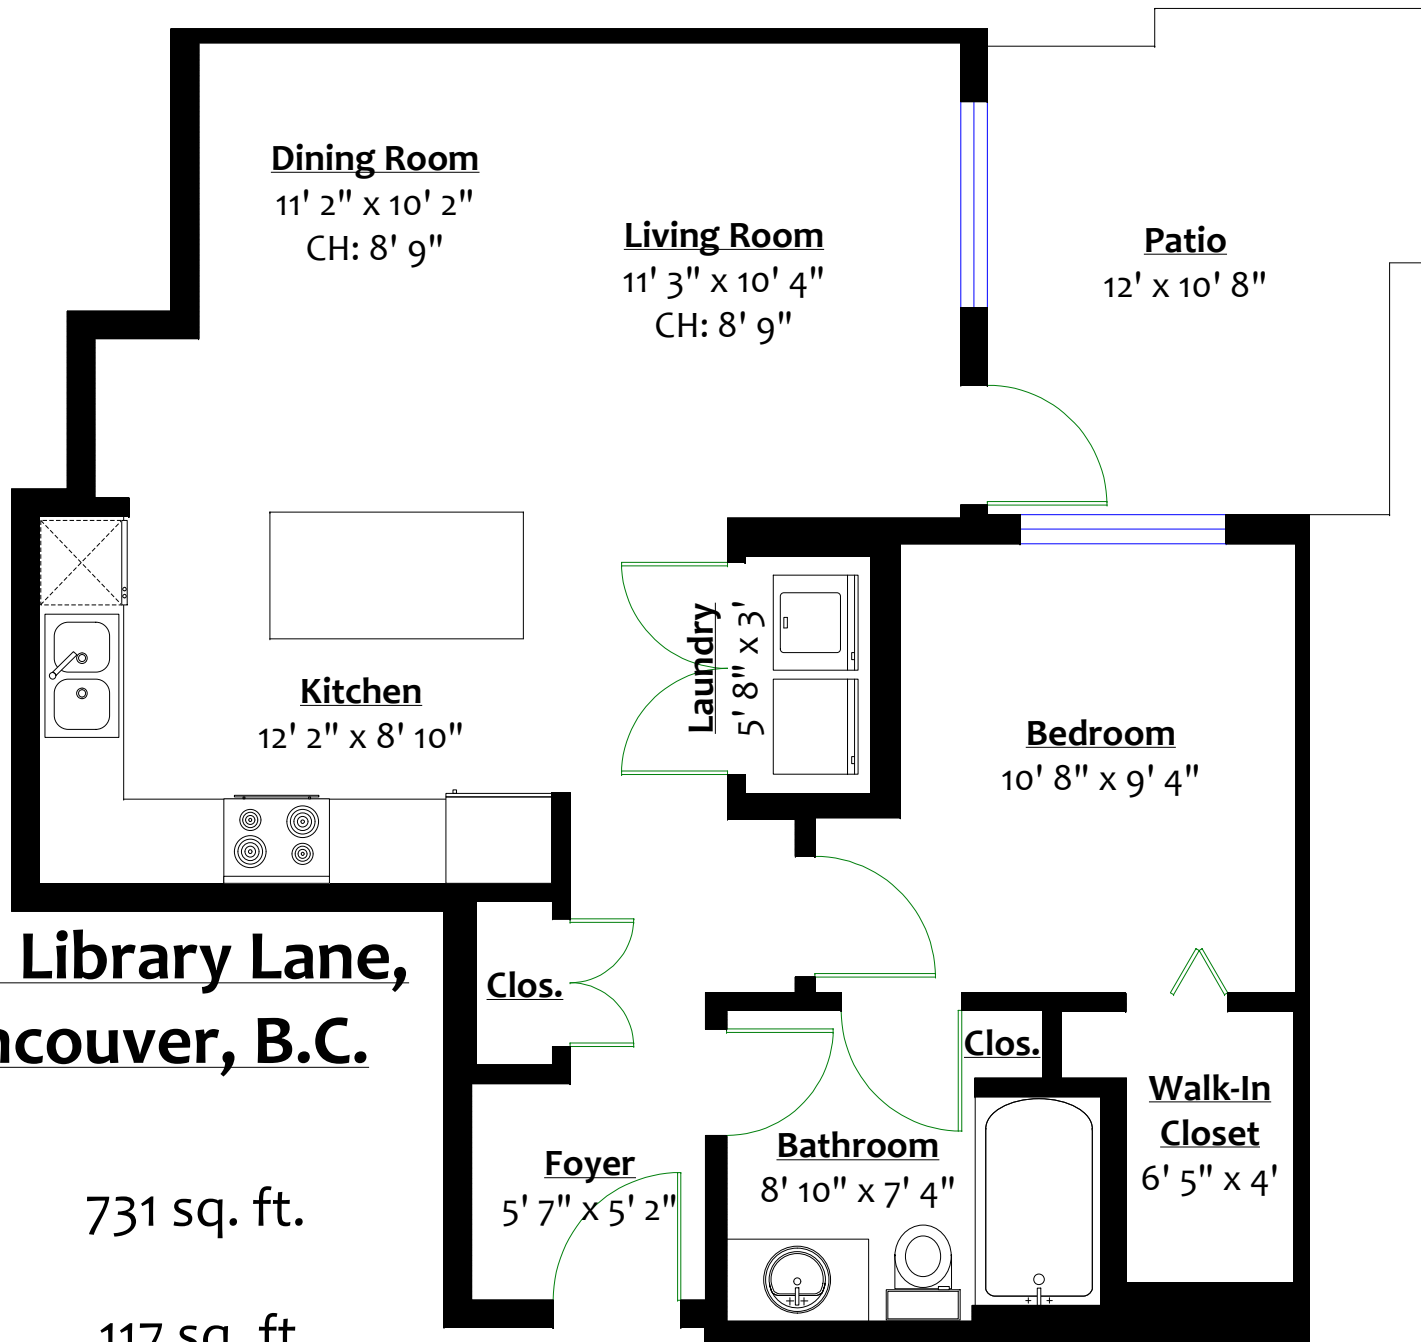 Dining Room
11' 2" x 10' 2"
CH: 8' 9"
Living Room
11' 3" x 10' 4"
CH: 8' 9"
Patio
12' x 10' 8"
Kitchen
12' 2" x 8' 10"
Laundry
5' 8" x 3'
Bedroom
10' 8" x 9' 4"
Library Lane,
ncouver, B.C.
Clos.
Clos.
Walk-In
Closet
6' 5" x 4'
Foyer
5' 7" x 5' 2"
Bathroom
8' 10" x 7' 4"
731 sq. ft.
117 sq. ft.